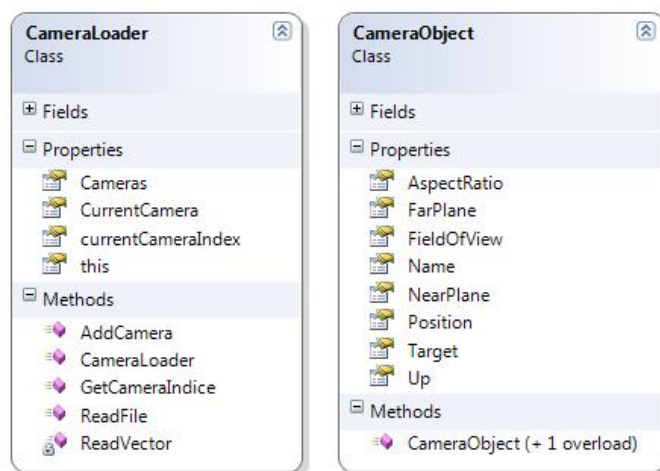 CameraLoader
Class
Fields
Properties
Cameras
CurrentCamera
currentCameraIndex
this
Methods
AddCamera
CameraLoader
GetCameraIndice
ReadFile
ReadVector
CameraObject
Class
Fields
Properties
AspectRatio
FarPlane
FieldOfView
Name
NearPlane
Position
Target
Up
Methods
CameraObject (+ 1 overload)